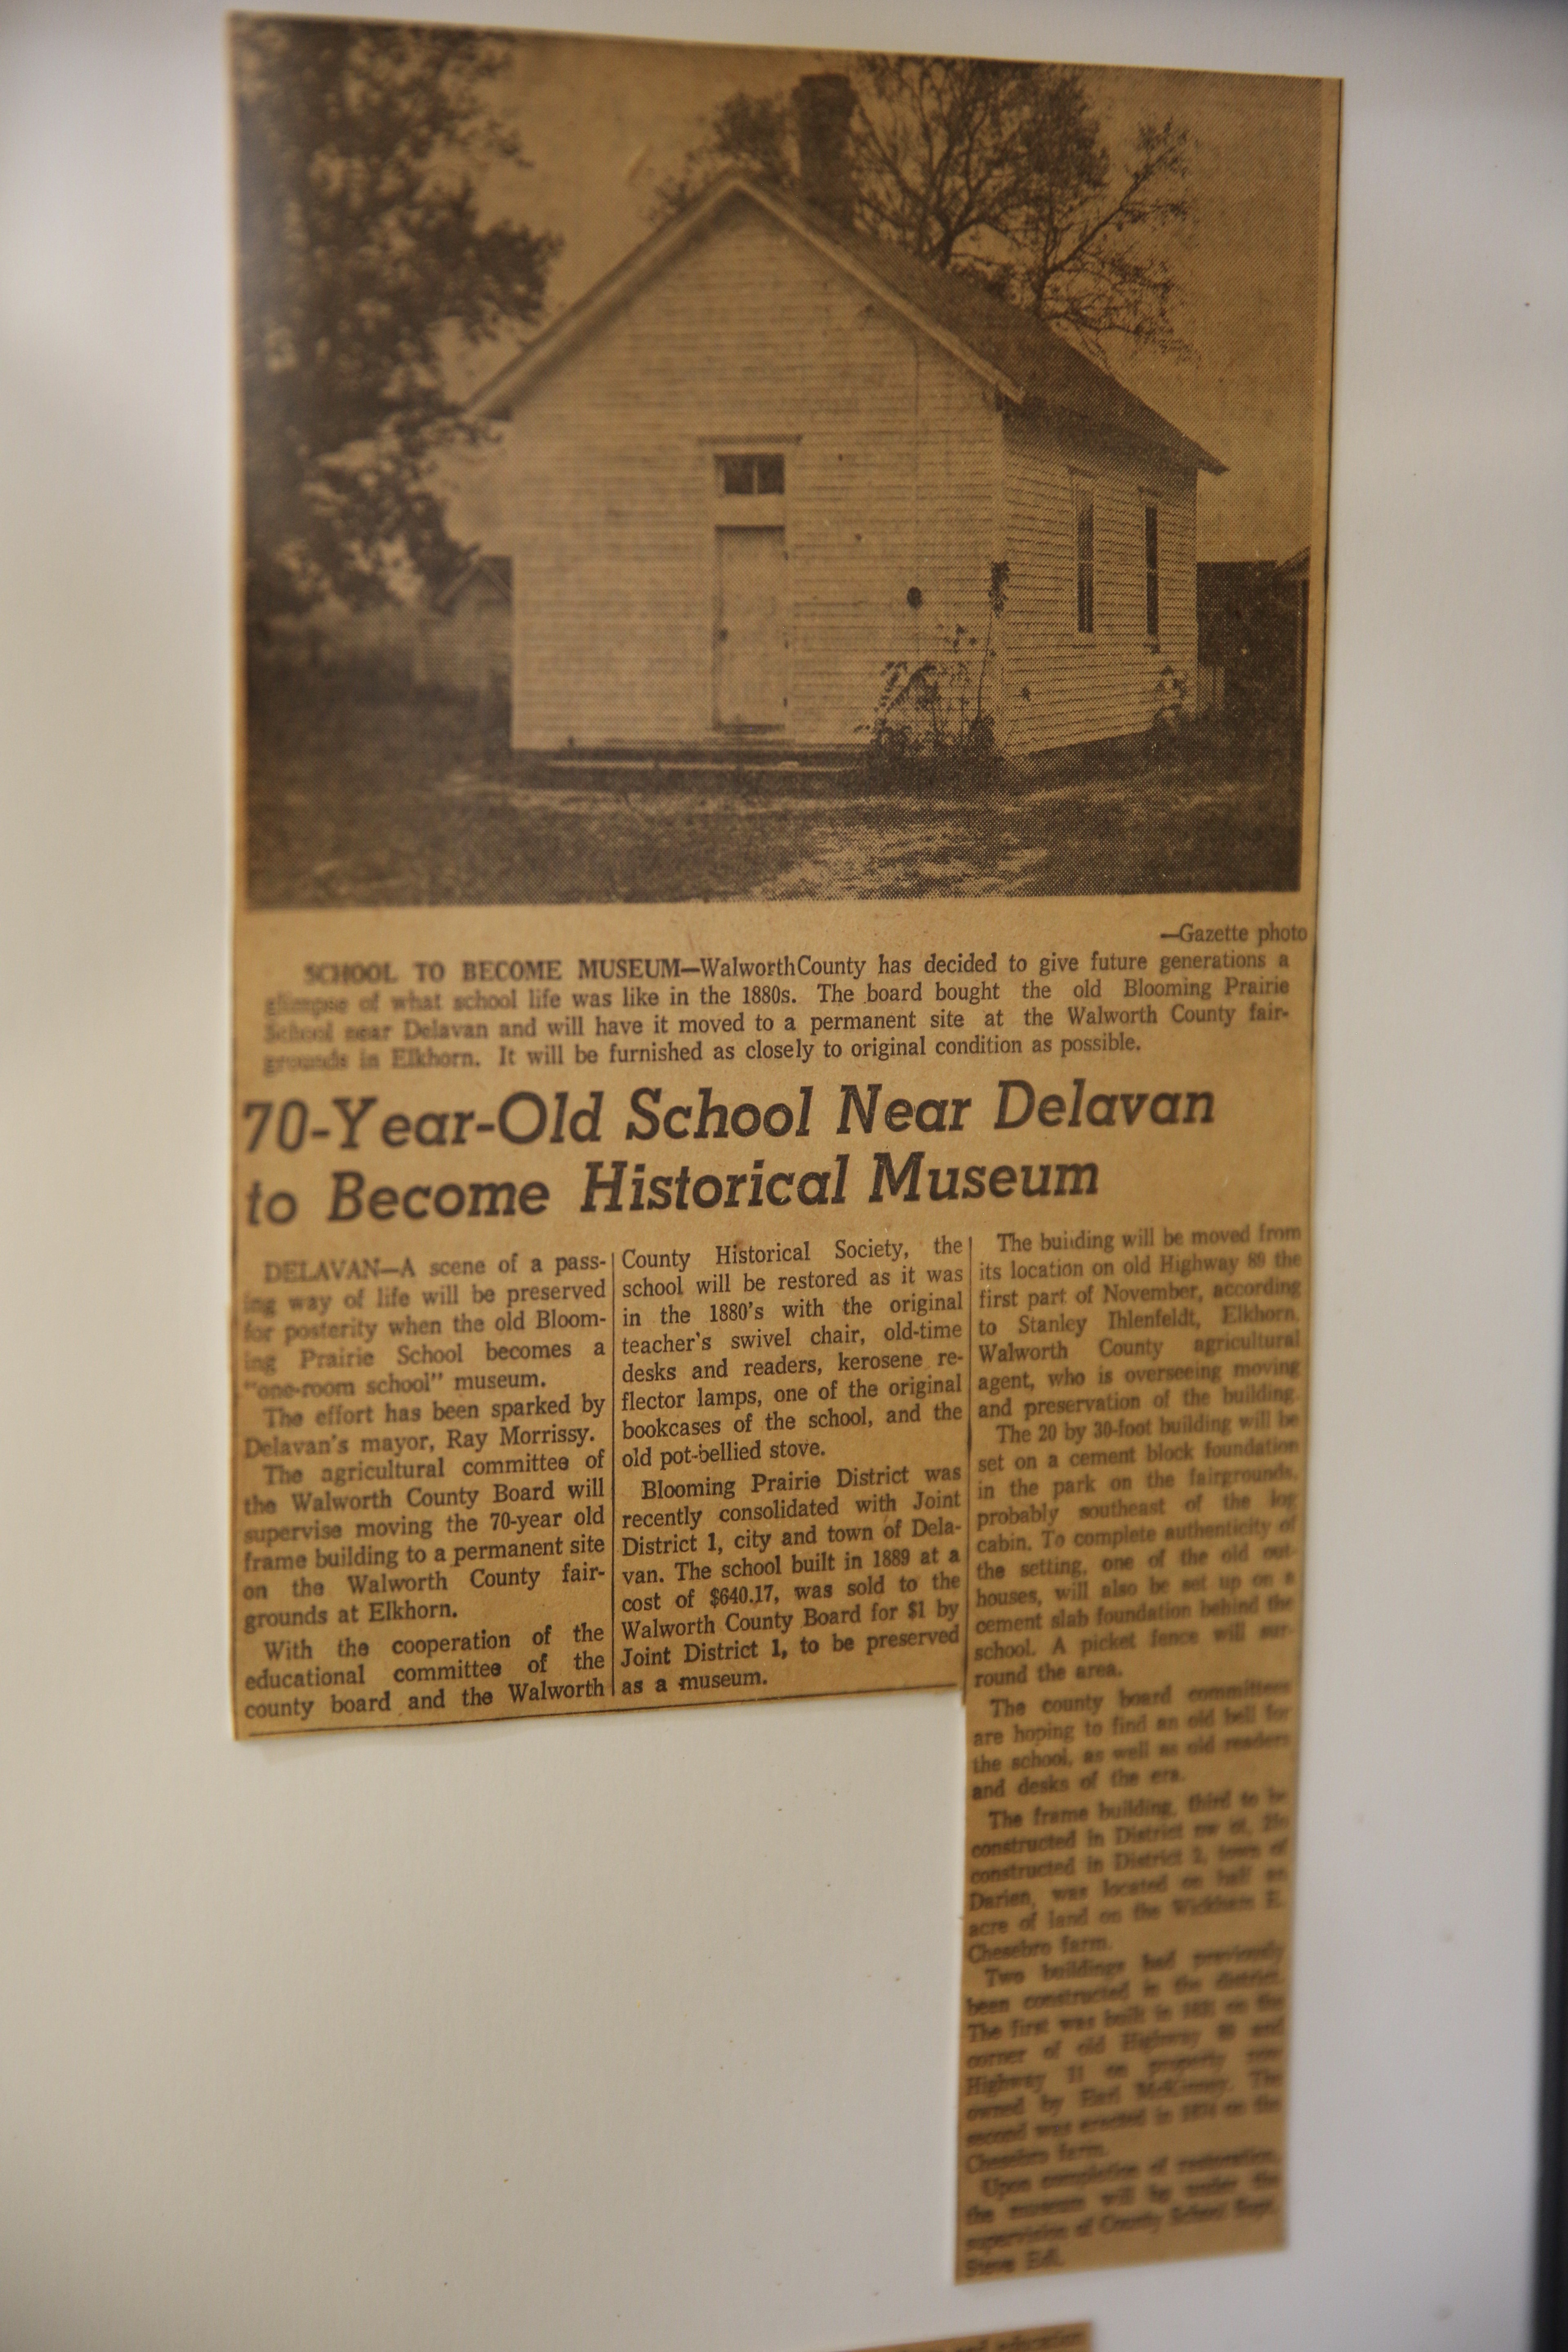 —Gazette photo
SCHOOL TO BECOME MUSEUM—Walworth County has decided to give future generations a
glimpse of what school life was like in the 1880s. The board bought the old Blooming Prairie
School near Delavan and will have it moved to a permanent site at the Walworth County fair-
grounds in Elkhorn. It will be furnished as closely to original condition as possible.
70-Year-Old School Near Delavan
to Become Historical Museum
DELAVAN—A scene of a pass-
ing way of life will be preserved
for posterity when the old Bloom-
ing Prairie School becomes a
"one-room school" museum.
The effort has been sparked by
Delavan's mayor, Ray Morrissy.
The agricultural committee of
the Walworth County Board will
supervise moving the 70-year old
frame building to a permanent site
on the Walworth County fair-
grounds at Elkhorn.
With the cooperation of the
educational committee of the
county board and the Walworth
County Historical Society, the
school will be restored as it was
in the 1880's with the original
teacher's swivel chair, old-time
desks and readers, kerosene re-
flector lamps, one of the original
bookcases of the school, and the
old pot-bellied stove.
Blooming Prairie District was
recently consolidated with Joint
District 1, city and town of Dela-
van. The school built in 1889 at a
cost of $640.17, was sold to the
Walworth County Board for $1 by
Joint District 1, to be preserved
as a museum.
The building will be moved from
its location on old Highway 89 the
first part of November, according
to Stanley Ihlenfeldt, Elkhorn,
Walworth County agricultural
agent, who is overseeing moving
and preservation of the building.
The 20 by 30-foot building will be
set on a cement block foundation
in the park on the fairgrounds,
probably southeast of the log
cabin. To complete authenticity of
the setting, one of the old out-
houses, will also be set up on a
cement slab foundation behind the
school. A picket fence will sur-
round the area.
The county board committees
are hoping to find an old bell for
the school, as well as old readers
and desks of the era.
The frame building, third to be
constructed in District
constructed in District 2, town of
Darien, was located on half an
acre of land on the Wickham E.
Chesebro farm.
Two buildings had previously
been constructed in the district.
The first was built in on the
corner of old Highway 89 and
Highway 11 on property now
owned by Earl McKinney. The
second was erected in 1874 on the
Chesebro farm.
Upon completion of restoration,
the museum will be under the
supervision of County School Supt.
Steve Edl.
and education